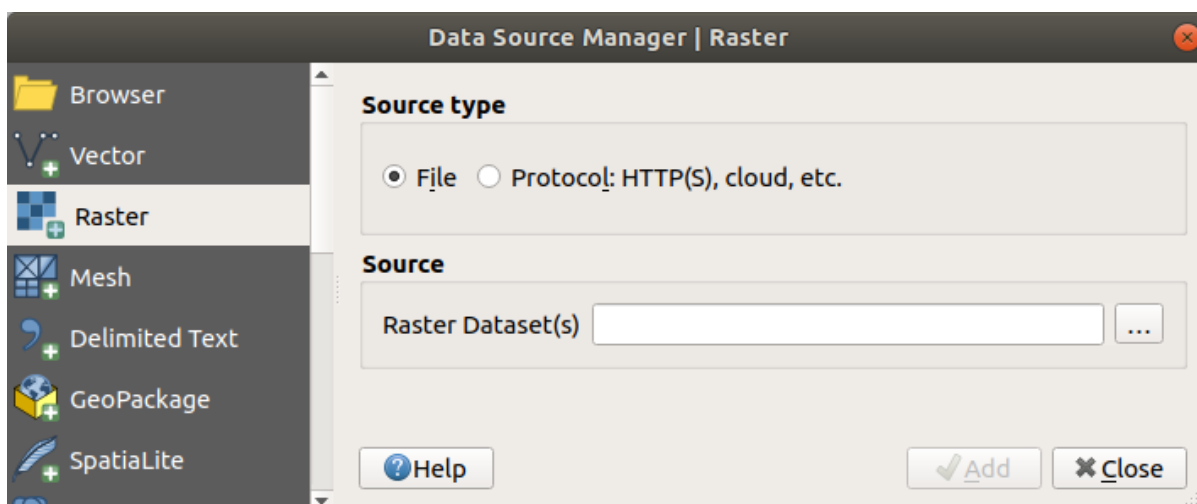 Data Source Manager | Raster
Browser
Vector
Raster
Mesh
Delimited Text
GeoPackage
SpatiaLite
Source type
File
Protocol: HTTP(S), cloud, etc.
Source
Raster Dataset(s)
...
Help
Add
Close